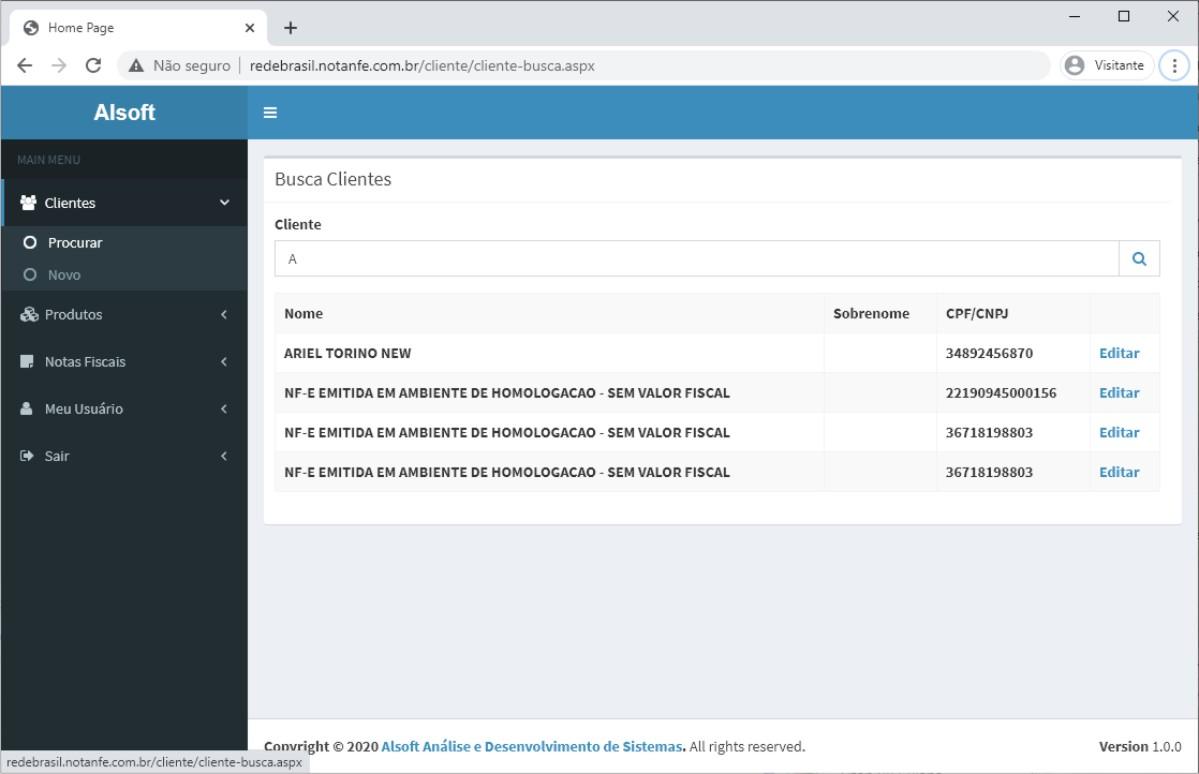 Home Page
Não seguro | redebrasil.notanfe.com.br/cliente/cliente-busca.aspx
Visitante
Alsoft
MAIN MENU
Clientes
Procurar
Novo
Produtos
Notas Fiscais
Meu Usuário
Sair
Busca Clientes
Cliente
A
Nome Sobrenome CPF/CNPJ
ARIEL TORINO NEW 34892456870 Editar
NF-E EMITIDA EM AMBIENTE DE HOMOLOGACAO - SEM VALOR FISCAL 22190945000156 Editar
NF-E EMITIDA EM AMBIENTE DE HOMOLOGACAO - SEM VALOR FISCAL 36718198803 Editar
NF-E EMITIDA EM AMBIENTE DE HOMOLOGACAO - SEM VALOR FISCAL 36718198803 Editar
Copyright © 2020 Alsoft Análise e Desenvolvimento de Sistemas. All rights reserved. Version 1.0.0
redebrasil.notanfe.com.br/cliente/cliente-busca.aspx